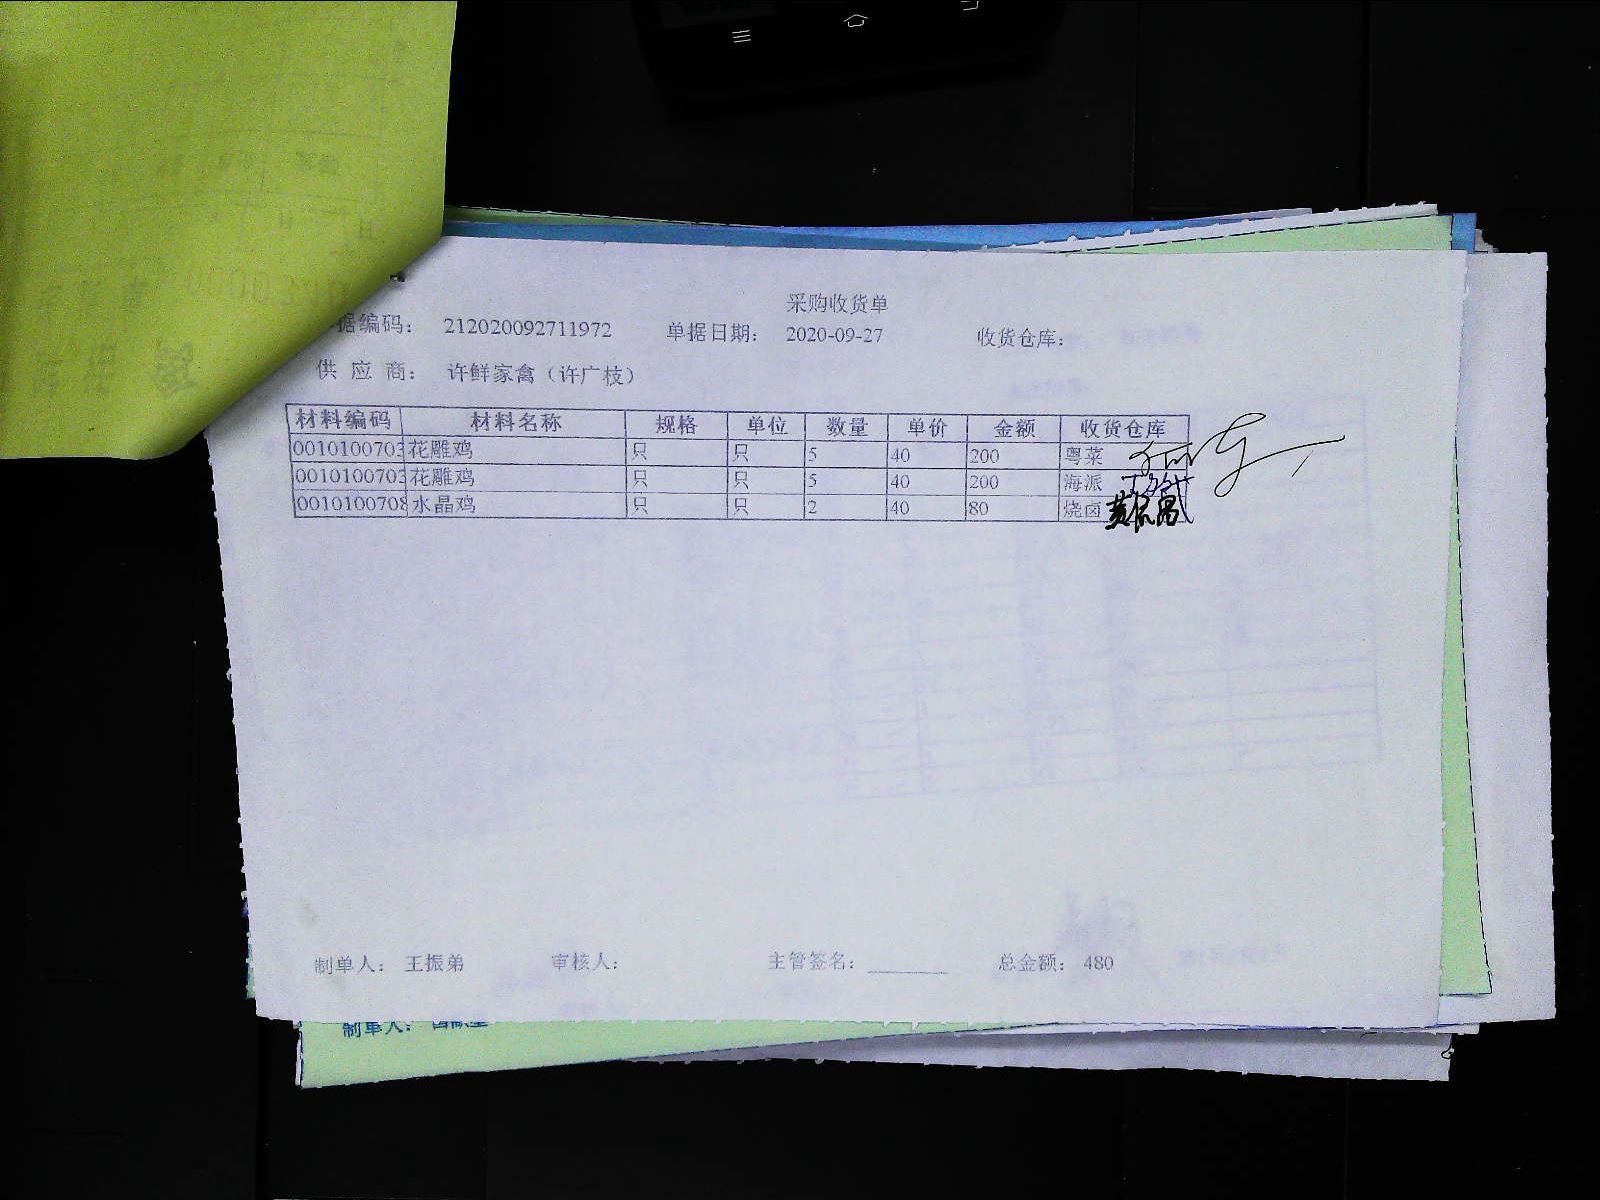 采购收货单
据编码： 212020092711972 单据日期： 2020-09-27 收货仓库：
供 应 商： 许鲜家禽（许广枝）
材料编码 材料名称 规格 单位 数量 单价 金额 收货仓库
0010100703 花雕鸡 只 只 5 40 200 粤菜
0010100703 花雕鸡 只 只 5 40 200 海派
0010100708 水晶鸡 只 只 2 40 80 烧卤
制单人： 王振弟 审核人： 主管签名： 总金额： 480
制单人：